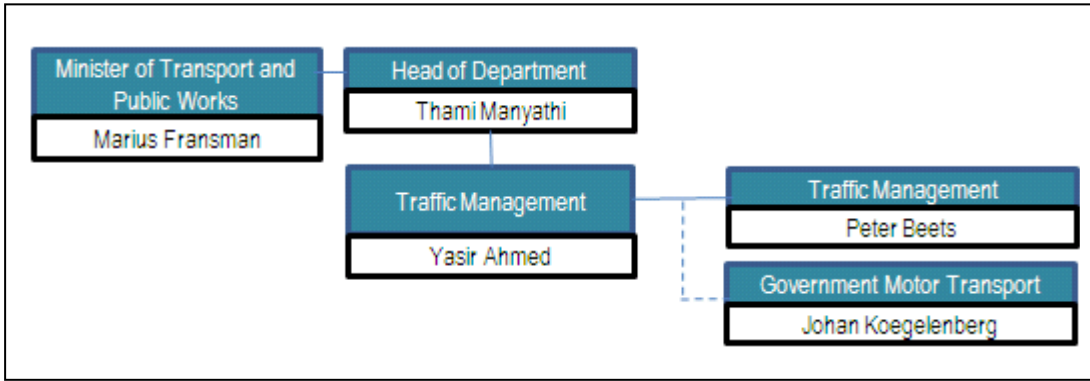 Minister of Transport and
Public Works
Marius Fransman
Head of Department
Thami Manyathi
Traffic Management
Yasir Ahmed
Traffic Management
Peter Beets
Government Motor Transport
Johan Koegelenberg